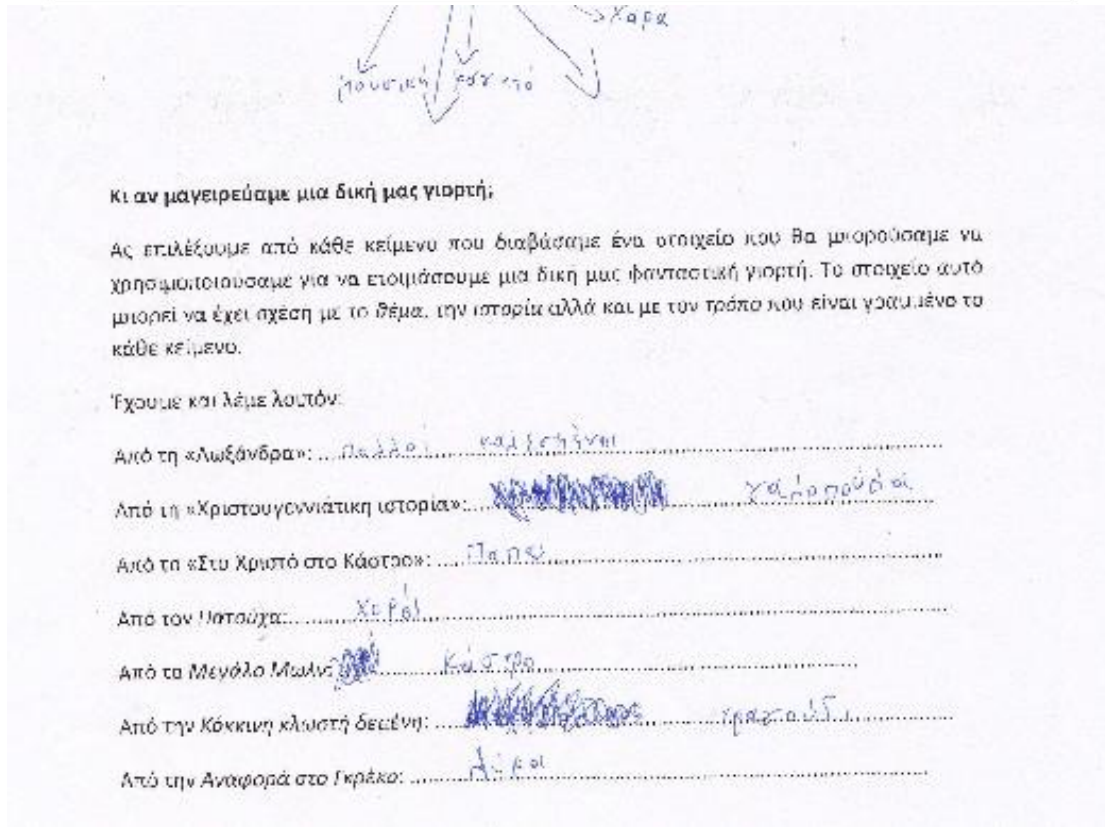 χαρά
μουσική φαγητό
Κι αν μαγειρεύαμε μια δική μας γιορτή;
Ας επιλέξουμε από κάθε κείμενο που διαβάσαμε ένα στοιχείο που θα μπορούσαμε να
χρησιμοποιούσαμε για να ετοιμάσουμε μια δική μας φανταστική γιορτή. Το στοιχείο αυτό
μπορεί να έχει σχέση με το θέμα, την ιστορία αλλά και με τον τρόπο που είναι γραμμένο το
κάθε κείμενο.
Έχουμε και λέμε λοιπόν:
Από τη «Λωξάνδρα»: πολλοί καλεσμένοι
Από τη «Χριστουγεννιάτικη ιστορία»: γαλοπούλα
Από το «Στο Χριστό στο Κάστρο»: Παπά
Από τον Πατούχα: Χοροί
Από το Μεγάλο Μωλν: Κάστρο
Από την Κόκκινη κλωστή δεμένη: τραγούδι
Από την Αναφορά στο Γκρέκο: